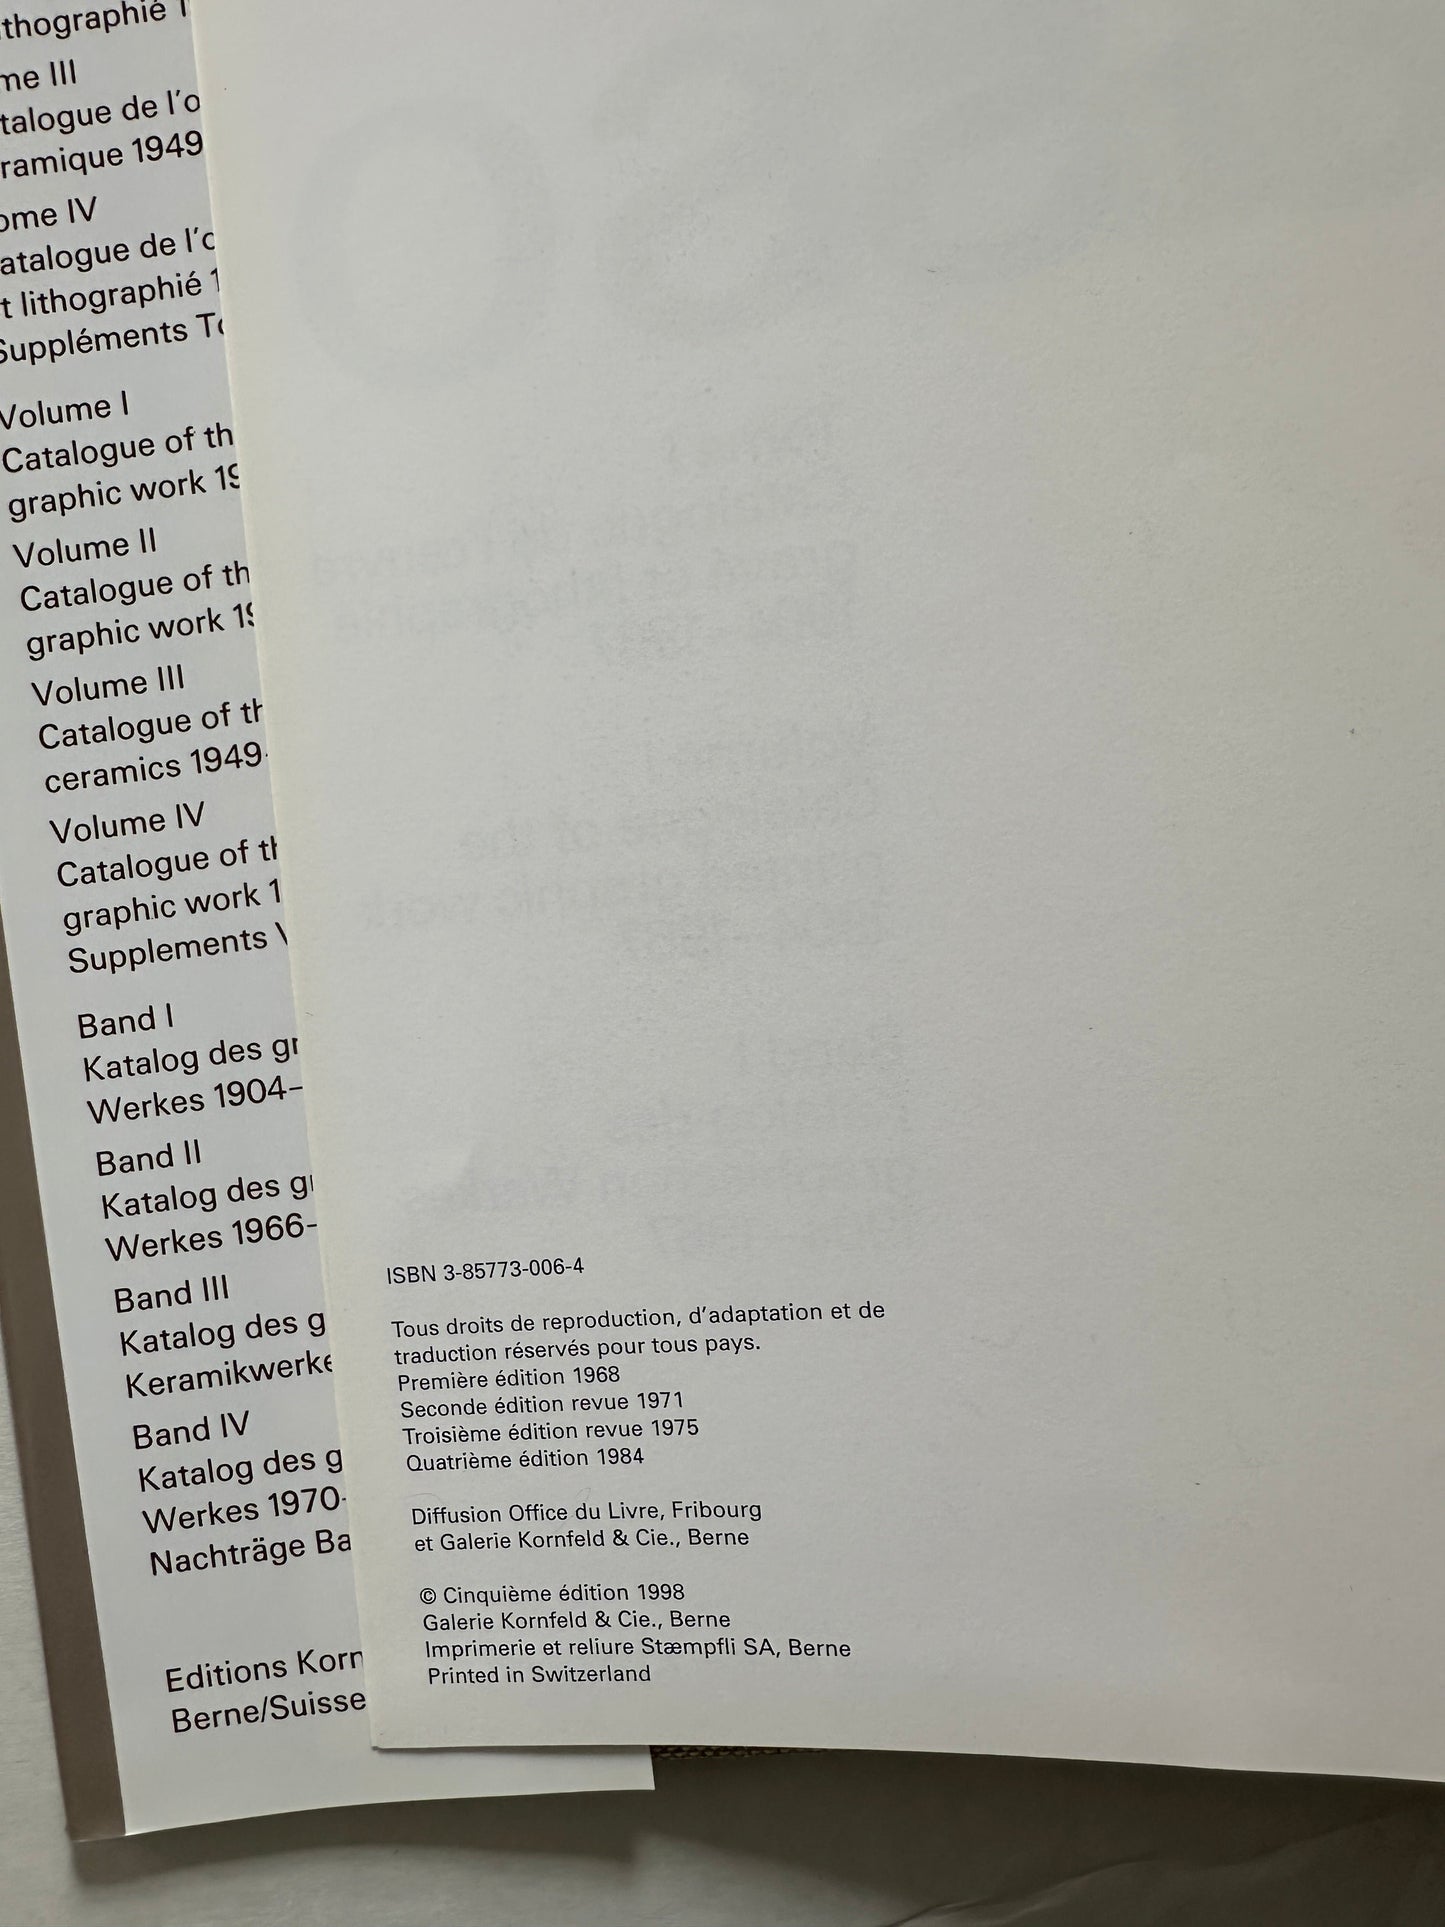 thographié
me III
talogue de l'o
ramique 1949
ome IV
atalogue de l'
t lithographié 1
Suppléments
Volume I
Catalogue of th
graphic work 19
Volume II
Catalogue of th
graphic work 19
Volume III
Catalogue of th
ceramics 1949-
Volume IV
Catalogue of th
graphic work 1
Supplements
Band I
Katalog des gr
Werkes 1904–
Band II
Katalog des gr
Werkes 1966–
Band III
Katalog des g
Keramikwerke
Band IV
Katalog des g
Werkes 1970-
Nachträge Ba
Editions Korn
Berne/Suisse
ISBN 3-85773-006-4
Tous droits de reproduction, d'adaptation et de
traduction réservés pour tous pays.
Première édition 1968
Seconde édition revue 1971
Troisième édition revue 1975
Quatrième édition 1984
Diffusion Office du Livre, Fribourg
et Galerie Kornfeld & Cie., Berne
© Cinquième édition 1998
Galerie Kornfeld & Cie., Berne
Imprimerie et reliure Stæmpfli SA, Berne
Printed in Switzerland